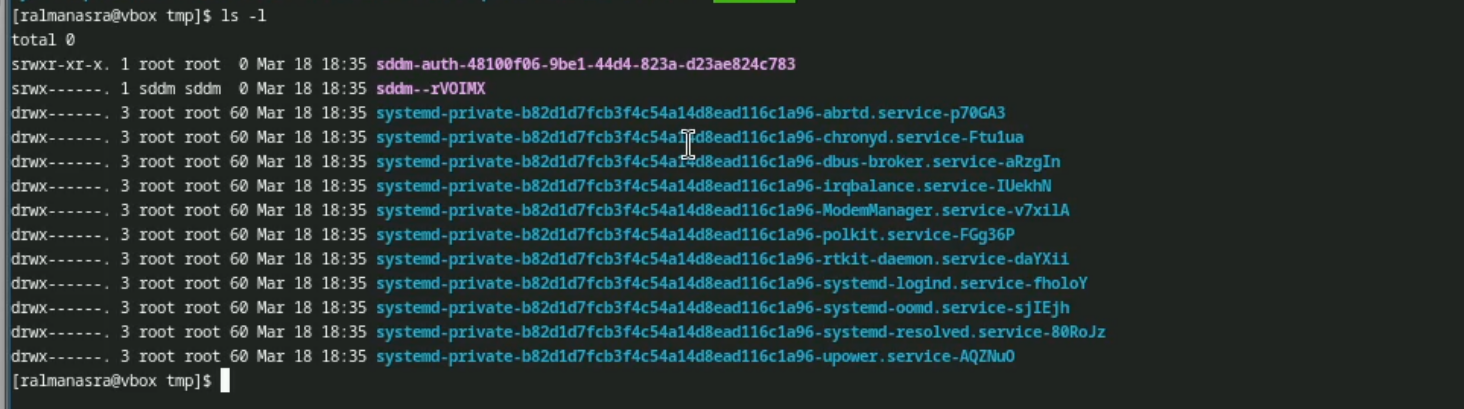 [ralmanasra@vbox tmp]$ ls -l
total 0
srwxr-xr-x. 1 root root  0 Mar 18 18:35 sddm-auth-48100f06-9be1-44d4-823a-d23ae824c783
srwx------. 1 sddm sddm  0 Mar 18 18:35 sddm--rVOIMX
drwx------. 3 root root 60 Mar 18 18:35 systemd-private-b82d1d7fcb3f4c54a14d8ead116c1a96-abrtd.service-p70GA3
drwx------. 3 root root 60 Mar 18 18:35 systemd-private-b82d1d7fcb3f4c54a14d8ead116c1a96-chronyd.service-Ftu1ua
drwx------. 3 root root 60 Mar 18 18:35 systemd-private-b82d1d7fcb3f4c54a14d8ead116c1a96-dbus-broker.service-aRzgIn
drwx------. 3 root root 60 Mar 18 18:35 systemd-private-b82d1d7fcb3f4c54a14d8ead116c1a96-irqbalance.service-IUekhN
drwx------. 3 root root 60 Mar 18 18:35 systemd-private-b82d1d7fcb3f4c54a14d8ead116c1a96-ModemManager.service-v7xilA
drwx------. 3 root root 60 Mar 18 18:35 systemd-private-b82d1d7fcb3f4c54a14d8ead116c1a96-polkit.service-FGg36P
drwx------. 3 root root 60 Mar 18 18:35 systemd-private-b82d1d7fcb3f4c54a14d8ead116c1a96-rtkit-daemon.service-daYXii
drwx------. 3 root root 60 Mar 18 18:35 systemd-private-b82d1d7fcb3f4c54a14d8ead116c1a96-systemd-logind.service-fholoY
drwx------. 3 root root 60 Mar 18 18:35 systemd-private-b82d1d7fcb3f4c54a14d8ead116c1a96-systemd-oomd.service-sjIEjh
drwx------. 3 root root 60 Mar 18 18:35 systemd-private-b82d1d7fcb3f4c54a14d8ead116c1a96-systemd-resolved.service-80RoJz
drwx------. 3 root root 60 Mar 18 18:35 systemd-private-b82d1d7fcb3f4c54a14d8ead116c1a96-upower.service-AQZNuO
[ralmanasra@vbox tmp]$